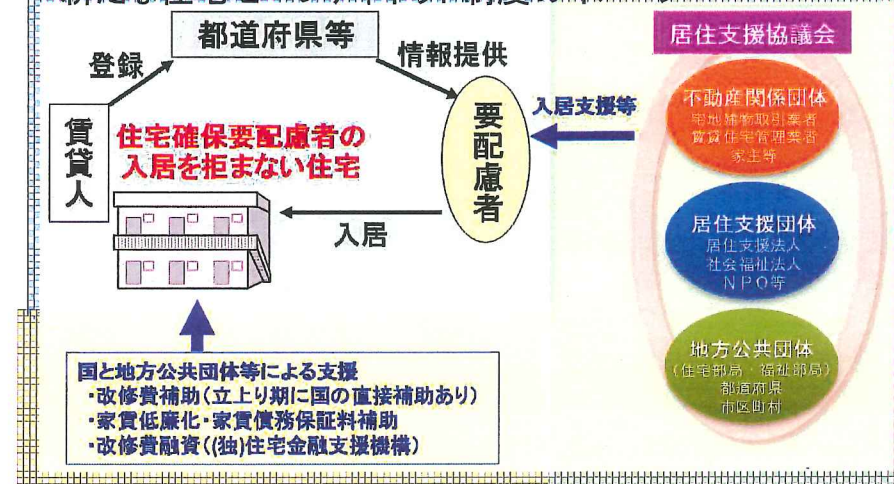 都道府県等
登録
情報提供
賃貸人
住宅確保要配慮者の
入居を拒まない住宅
要配慮者
入居
入居支援等
国と地方公共団体等による支援
・改修費補助(立上り期に国の直接補助あり)
・家賃低廉化・家賃債務保証料補助
・改修費融資((独)住宅金融支援機構)
居住支援協議会
不動産関係団体
宅地建物取引業者
賃貸住宅管理業者
家主等
居住支援団体
居住支援法人
社会福祉法人
NPO等
地方公共団体
(住宅部局・福祉部局)
都道府県
市区町村